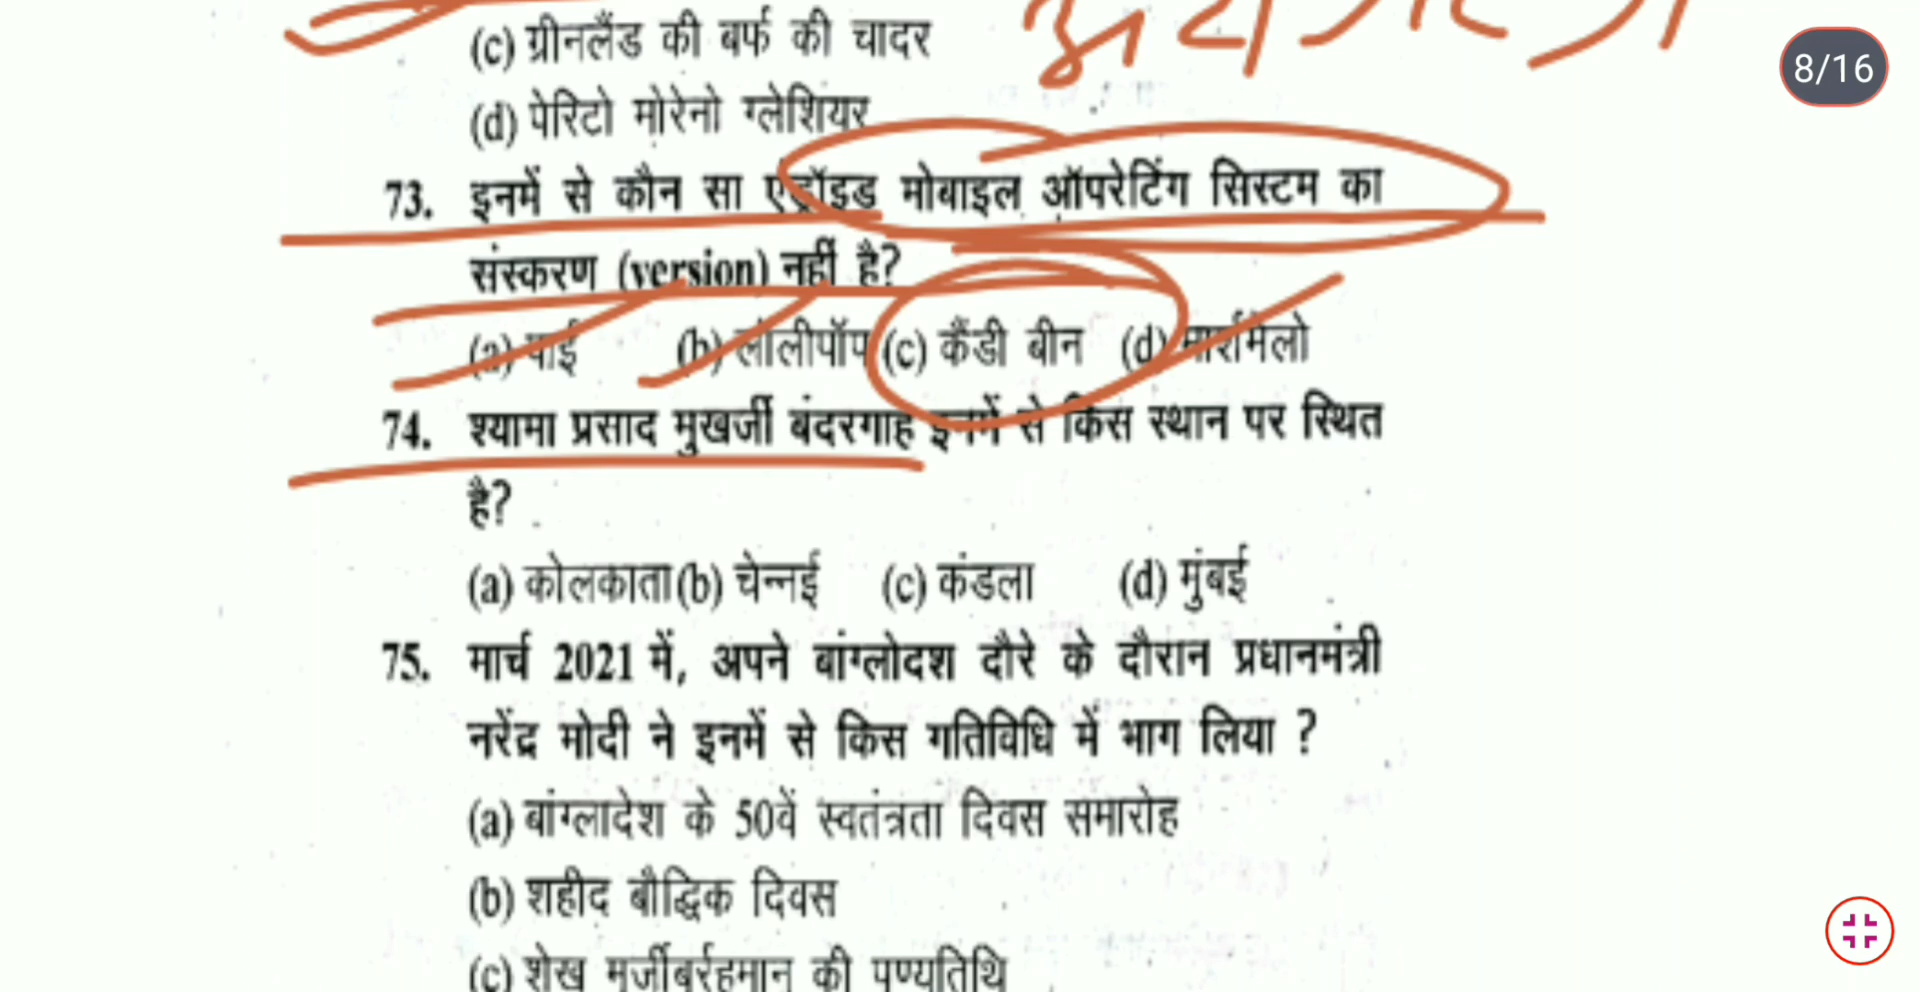 (c) ग्रीनलैंड की बर्फ की चादर
8/16
(d) पेरिटो मोरेनो ग्लेशियर
73. इनमें से कौन सा एंड्रॉइड मोबाइल ऑपरेटिंग सिस्टम का
संस्करण (version) नहीं है?
(a) पाई (b) लॉलीपॉप (c) कैंडी बीन (d) मार्शमेलो
74. श्यामा प्रसाद मुखर्जी बंदरगाह इनमें से किस स्थान पर स्थित
है?
(a) कोलकाता (b) चेन्नई (c) कंडला (d) मुंबई
75. मार्च 2021 में, अपने बांग्लोदश दौरे के दौरान प्रधानमंत्री
नरेंद्र मोदी ने इनमें से किस गतिविधि में भाग लिया ?
(a) बांग्लादेश के 50वें स्वतंत्रता दिवस समारोह
(b) शहीद बौद्धिक दिवस
(c) शेख मुर्जीबुर्रहमान की पुण्यतिथि